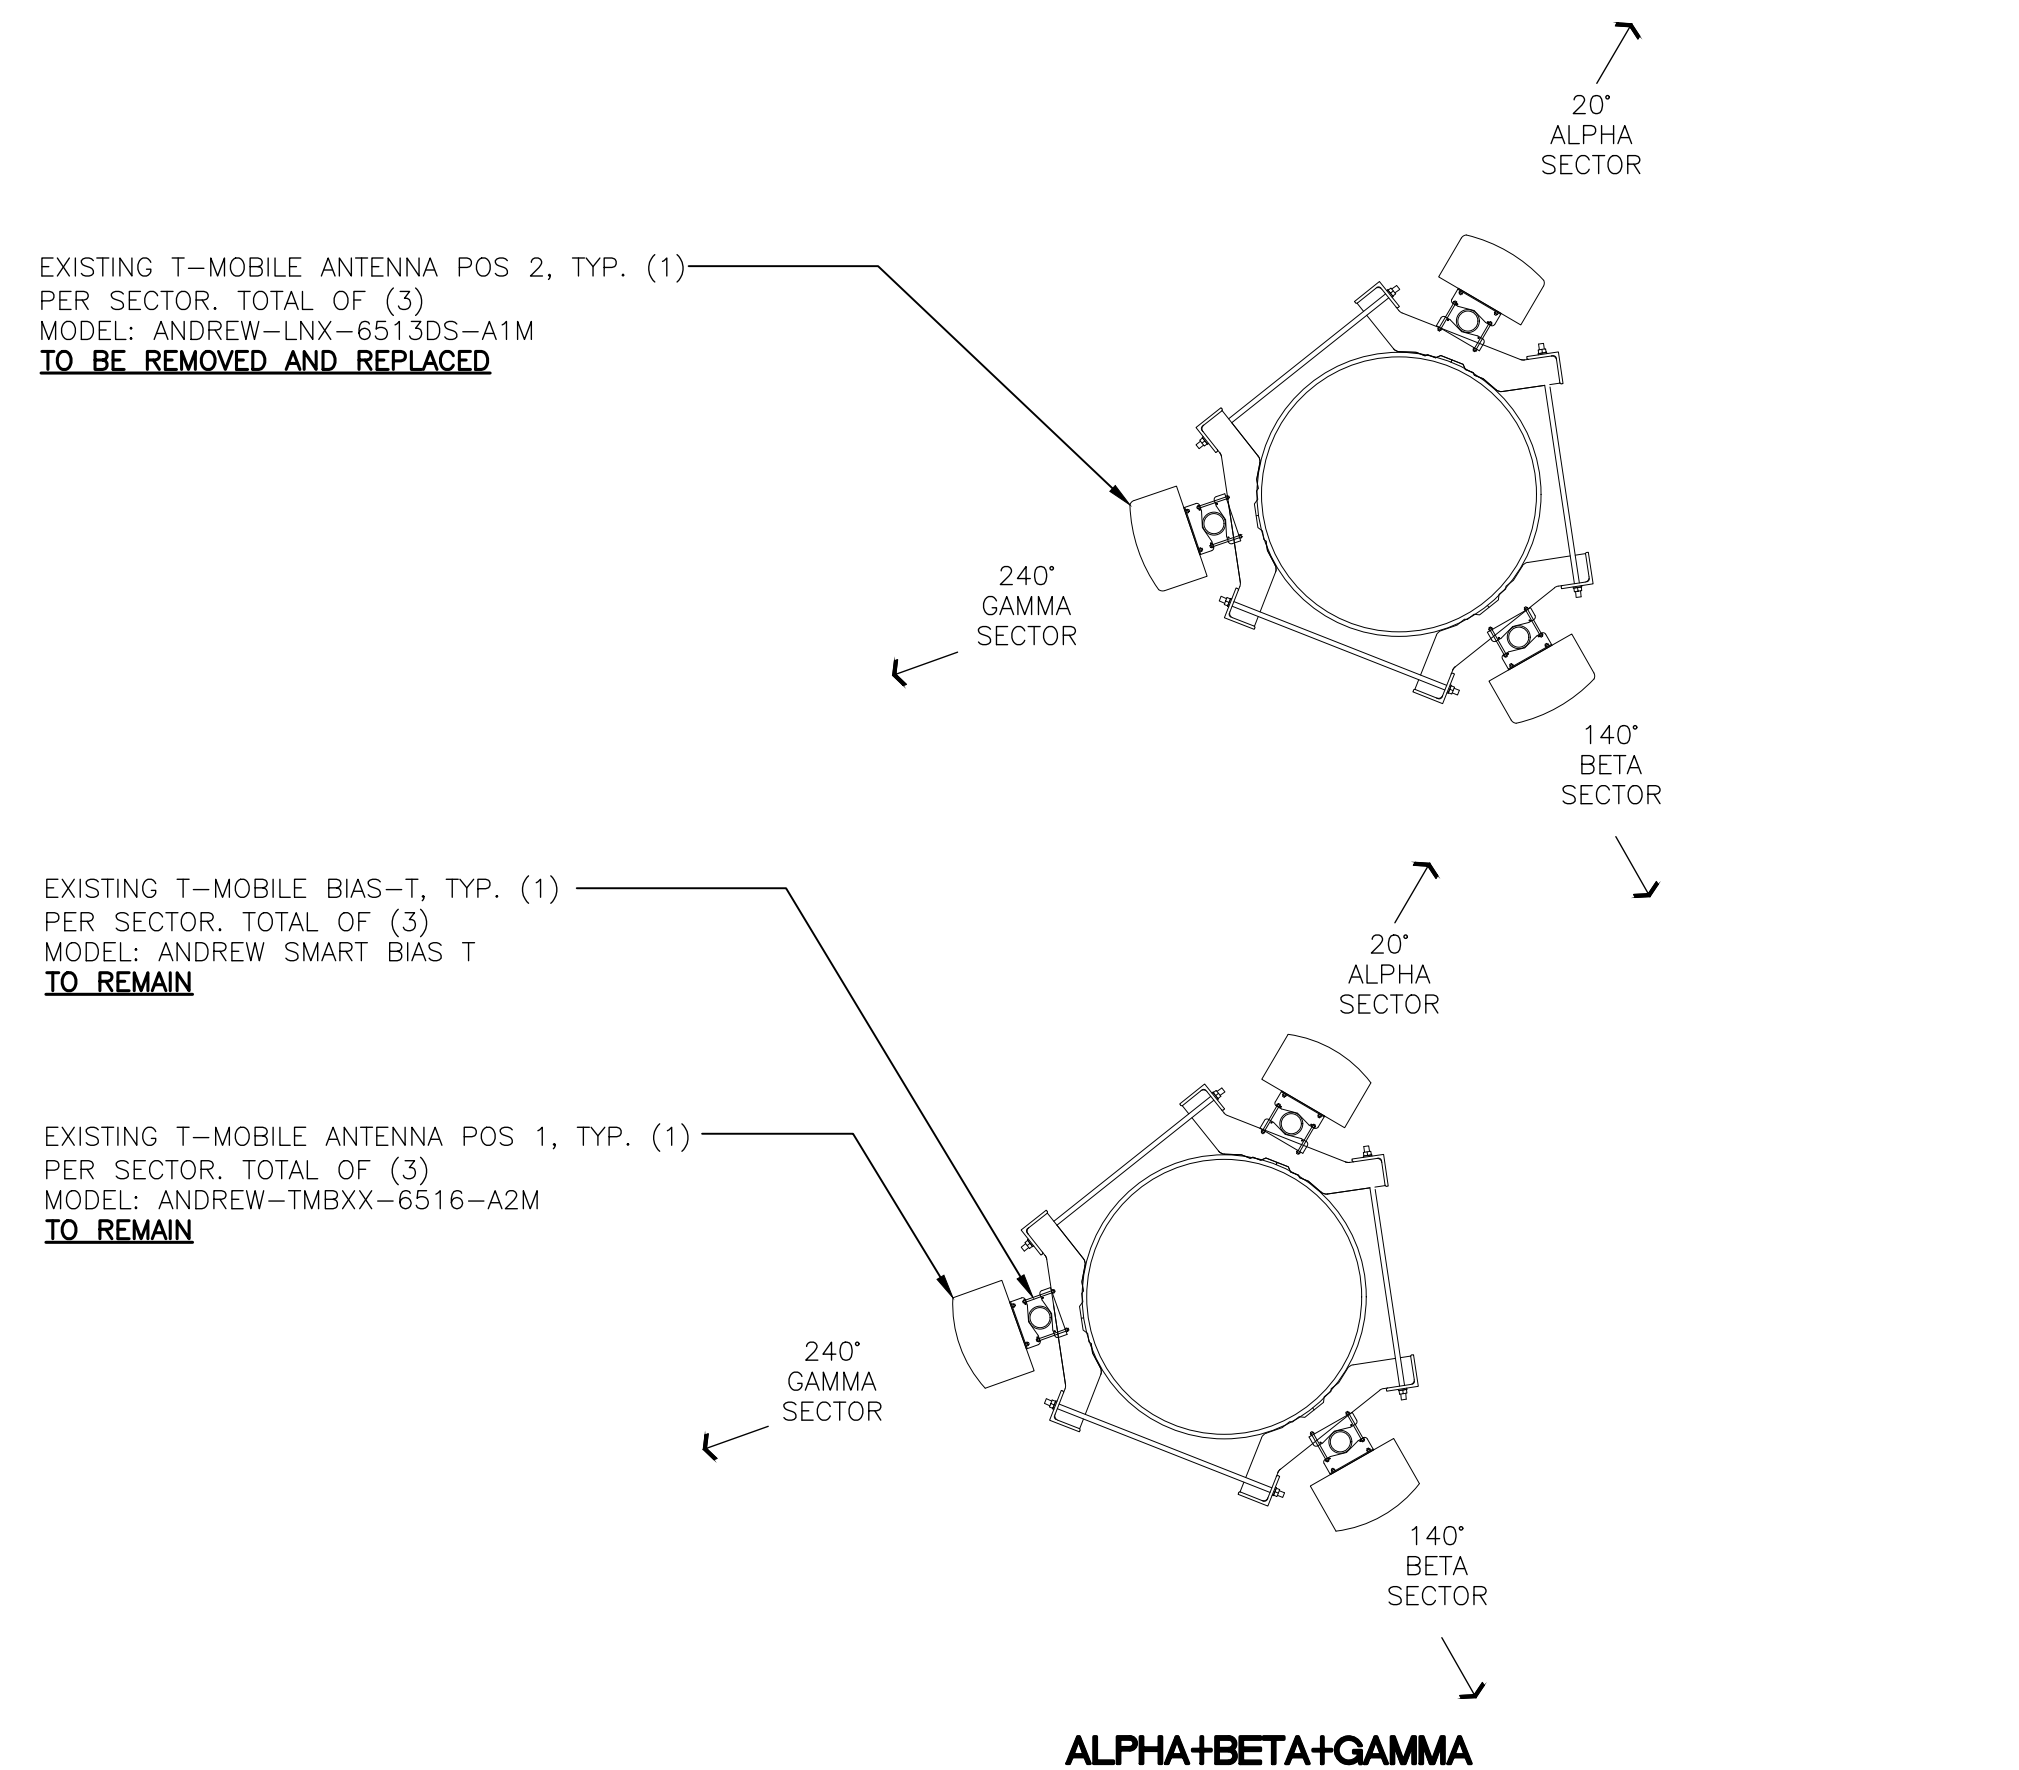 20°
ALPHA
SECTOR
EXISTING T-MOBILE ANTENNA POS 2, TYP. (1)
PER SECTOR. TOTAL OF (3)
MODEL: ANDREW-LNX-6513DS-A1M
TO BE REMOVED AND REPLACED
240°
GAMMA
SECTOR
140°
BETA
SECTOR
EXISTING T-MOBILE BIAS-T, TYP. (1)
PER SECTOR. TOTAL OF (3)
MODEL: ANDREW SMART BIAS T
TO REMAIN
20°
ALPHA
SECTOR
EXISTING T-MOBILE ANTENNA POS 1, TYP. (1)
PER SECTOR. TOTAL OF (3)
MODEL: ANDREW-TMBXX-6516-A2M
TO REMAIN
240°
GAMMA
SECTOR
140°
BETA
SECTOR
ALPHA+BETA+GAMMA